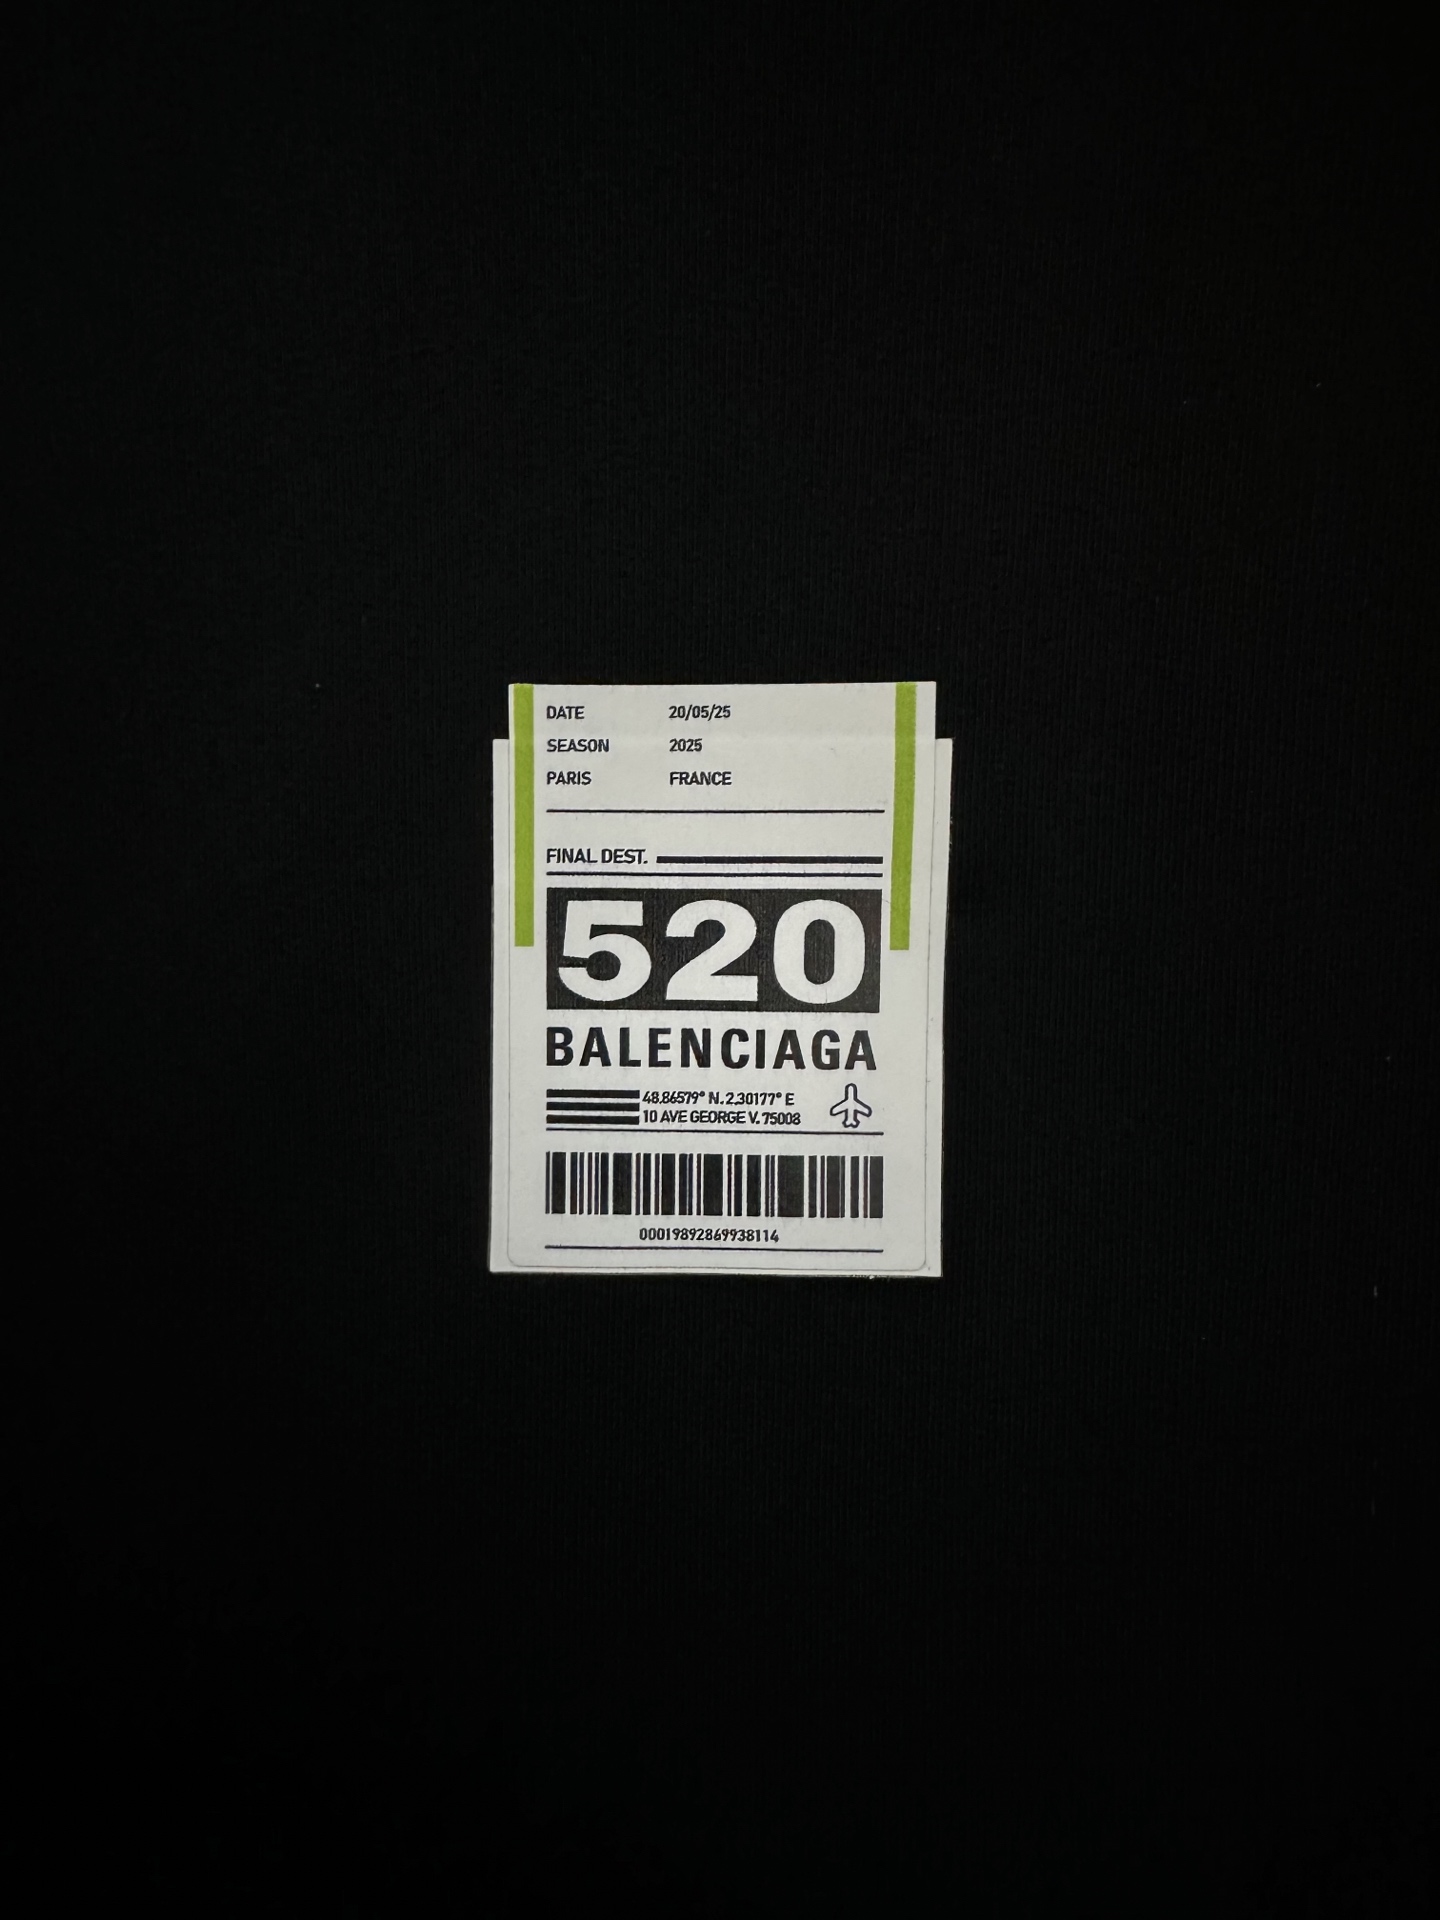 DATE 20/05/25
SEASON 2025
PARIS FRANCE
FINAL DEST.
520
BALENCIAGA
48.86579° N. 2.30177° E
10 AVE GEORGE V. 75008
00019892869938114